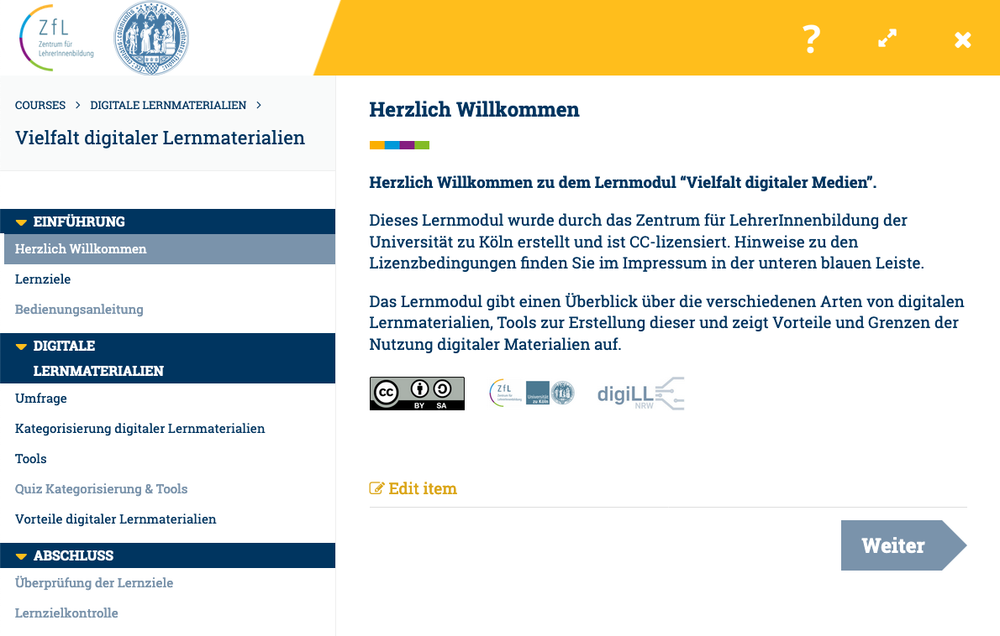 ZfL
Zentrum für
LehrerInnenbildung
COURSES > DIGITALE LERNMATERIALIEN >
Vielfalt digitaler Lernmaterialien
EINFÜHRUNG
Herzlich Willkommen
Lernziele
Bedienungsanleitung
DIGITALE
LERNMATERIALIEN
Umfrage
Kategorisierung digitaler Lernmaterialien
Tools
Quiz Kategorisierung & Tools
Vorteile digitaler Lernmaterialien
ABSCHLUSS
Überprüfung der Lernziele
Lernzielkontrolle
?
Herzlich Willkommen
Herzlich Willkommen zu dem Lernmodul “Vielfalt digitaler Medien”.
Dieses Lernmodul wurde durch das Zentrum für LehrerInnenbildung der
Universität zu Köln erstellt und ist CC-lizensiert. Hinweise zu den
Lizenzbedingungen finden Sie im Impressum in der unteren blauen Leiste.
Das Lernmodul gibt einen Überblick über die verschiedenen Arten von digitalen
Lernmaterialien, Tools zur Erstellung dieser und zeigt Vorteile und Grenzen der
Nutzung digitaler Materialien auf.
cc BY SA
ZfL
Zentrum für
LehrerInnenbildung
Universität
zu Köln
digiLL
NRW
Edit item
Weiter